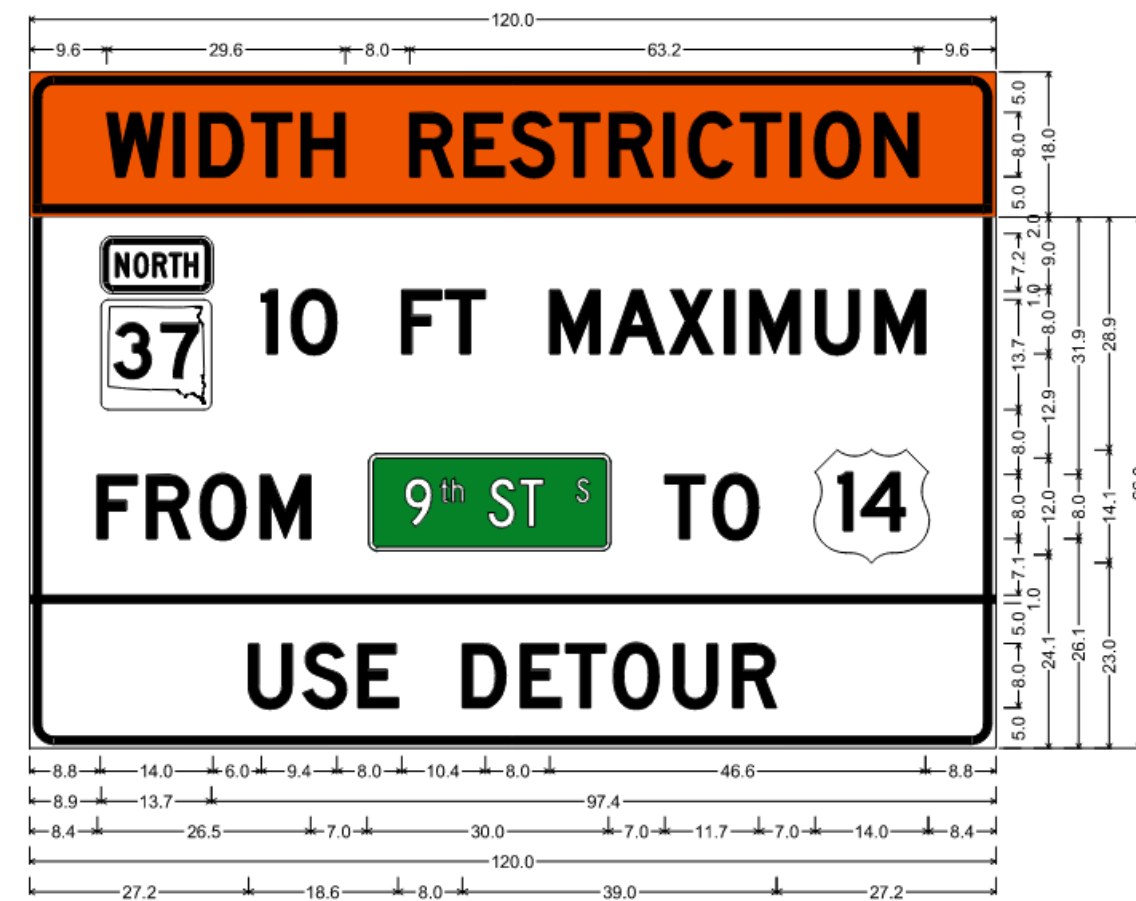 120.0
9.6 29.6 8.0 63.2 9.6
WIDTH RESTRICTION
5.0 8.0 5.0
18.0
NORTH
37
10 FT MAXIMUM
FROM 9th ST S TO 14
USE DETOUR
2.0
7.2 1.0 13.7 8.0 8.0 7.1 1.0 5.0 8.0 5.0
9.0 8.0 12.9 12.0 24.1
31.9 8.0 26.1
28.9 14.1 23.0
8.8 14.0 6.0 9.4 8.0 10.4 8.0 46.6 8.8
8.9 13.7 97.4
8.4 26.5 7.0 30.0 7.0 11.7 7.0 14.0 8.4
120.0
27.2 18.6 8.0 39.0 27.2